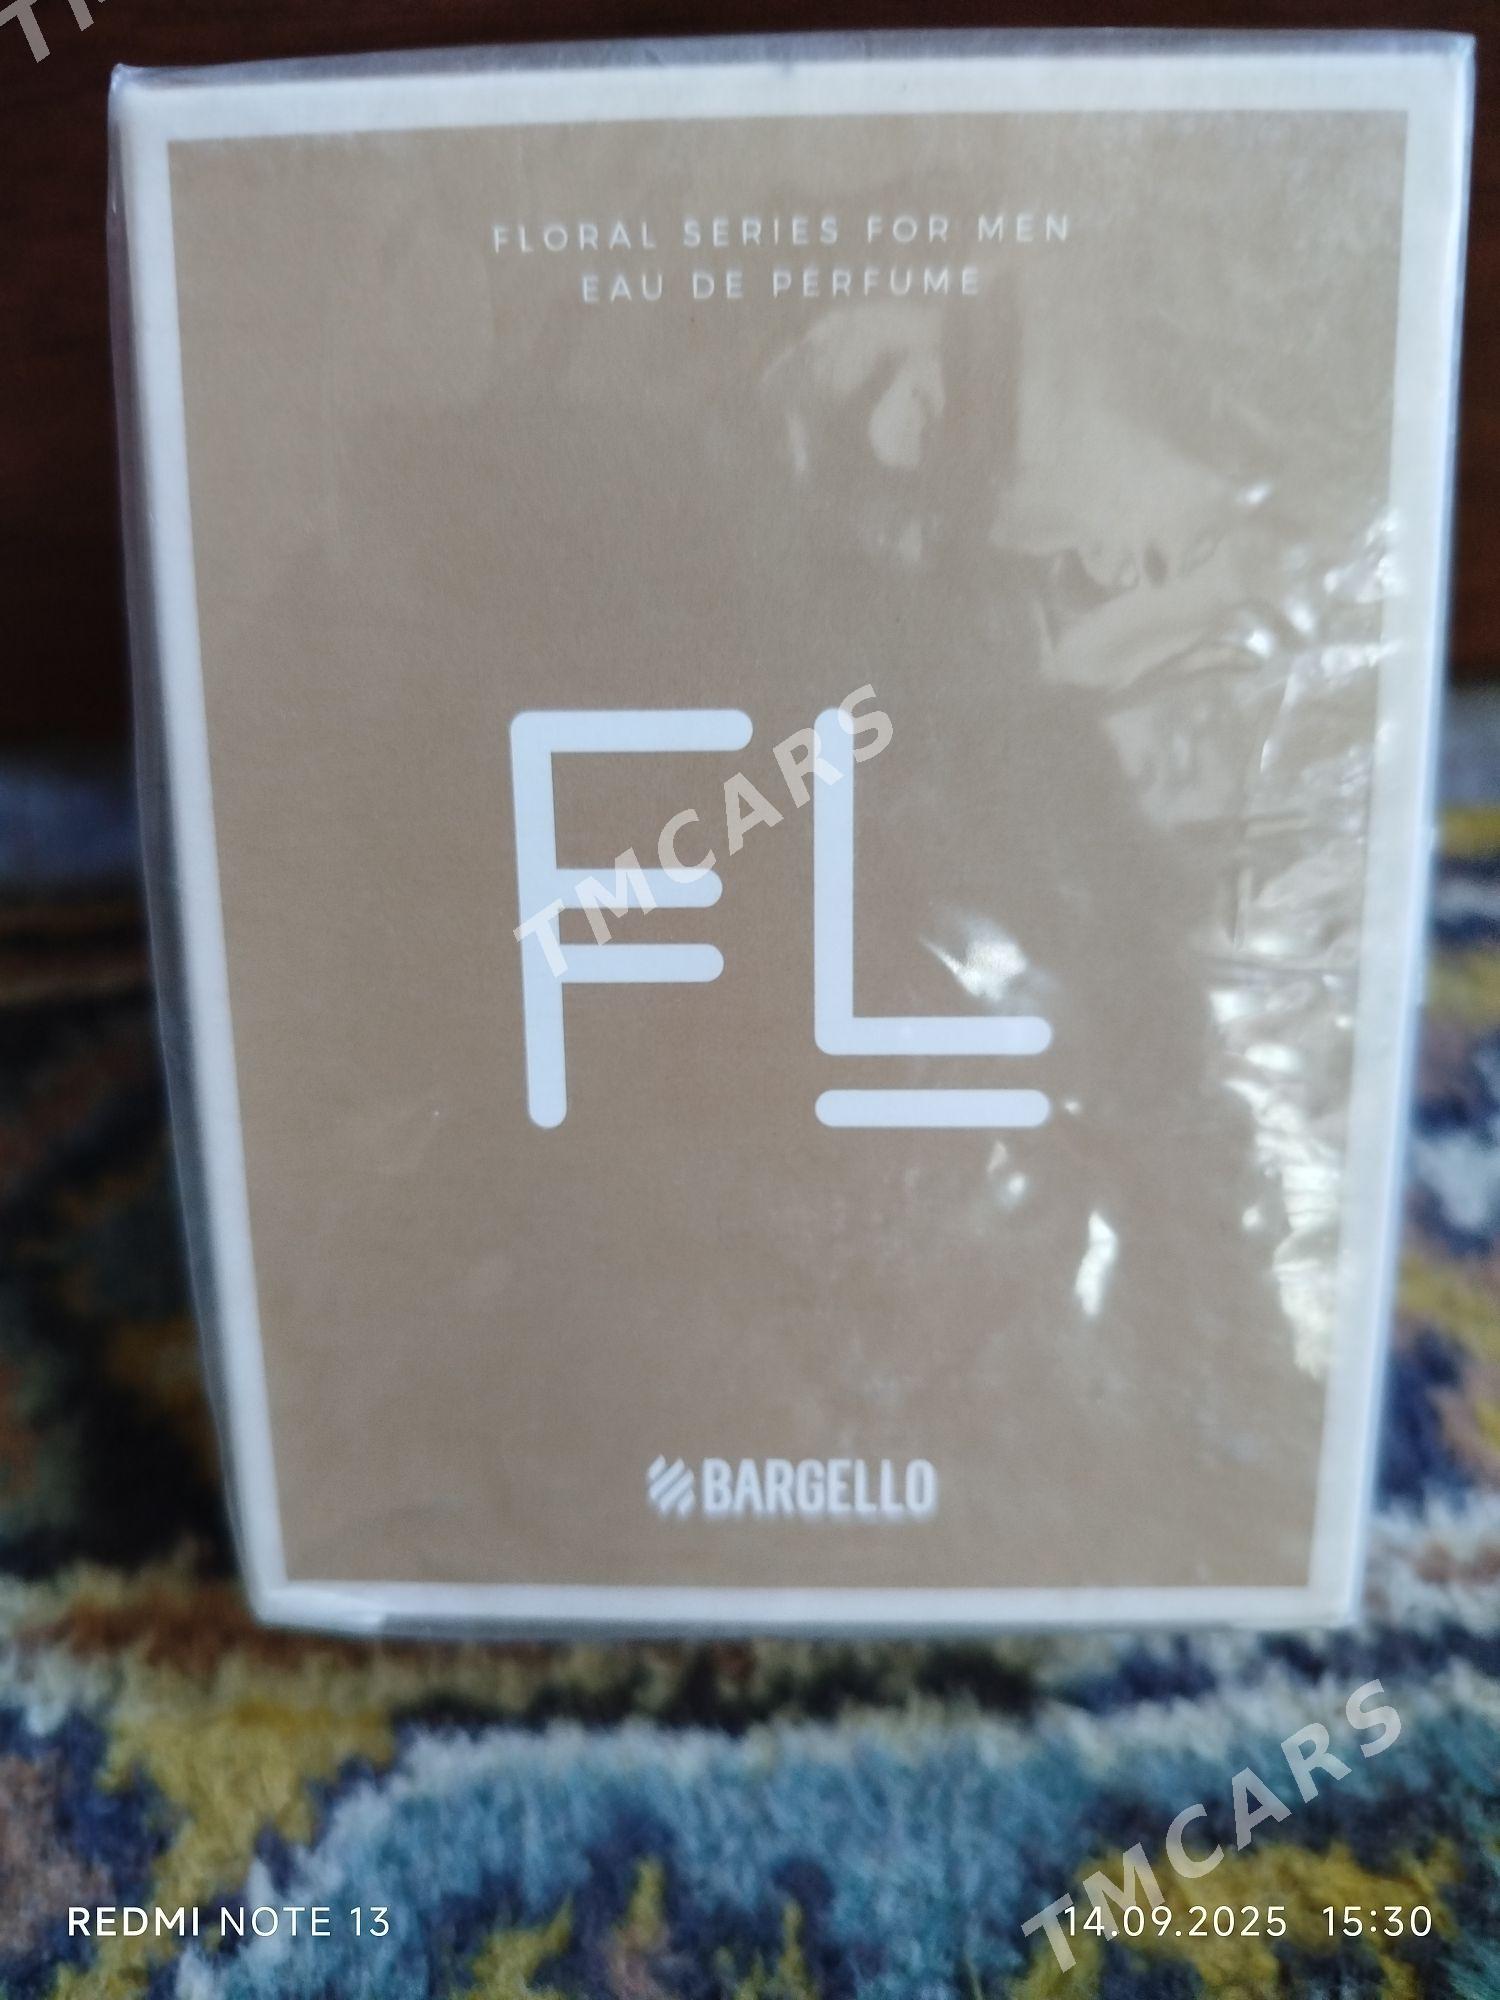 FLORAL SERIES FOR MEN
EAU DE PERFUME
FL
TMCARS
BARGELLO
TMCARS
REDMI NOTE 13
14.09.2025 15:30